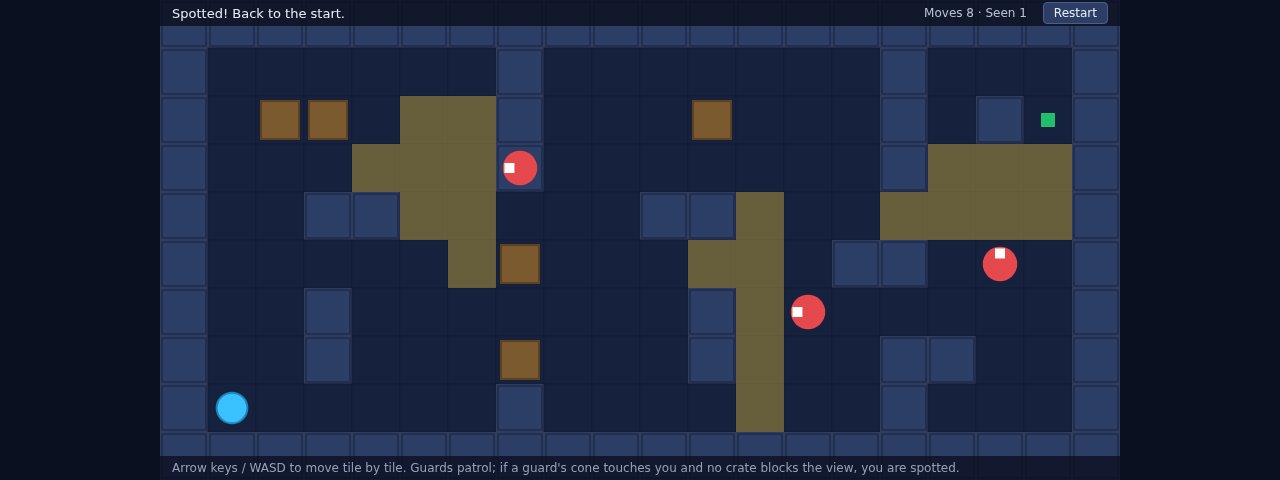 Spotted! Back to the start.
Moves 8 · Seen 1
Restart
Arrow keys / WASD to move tile by tile. Guards patrol; if a guard's cone touches you and no crate blocks the view, you are spotted.